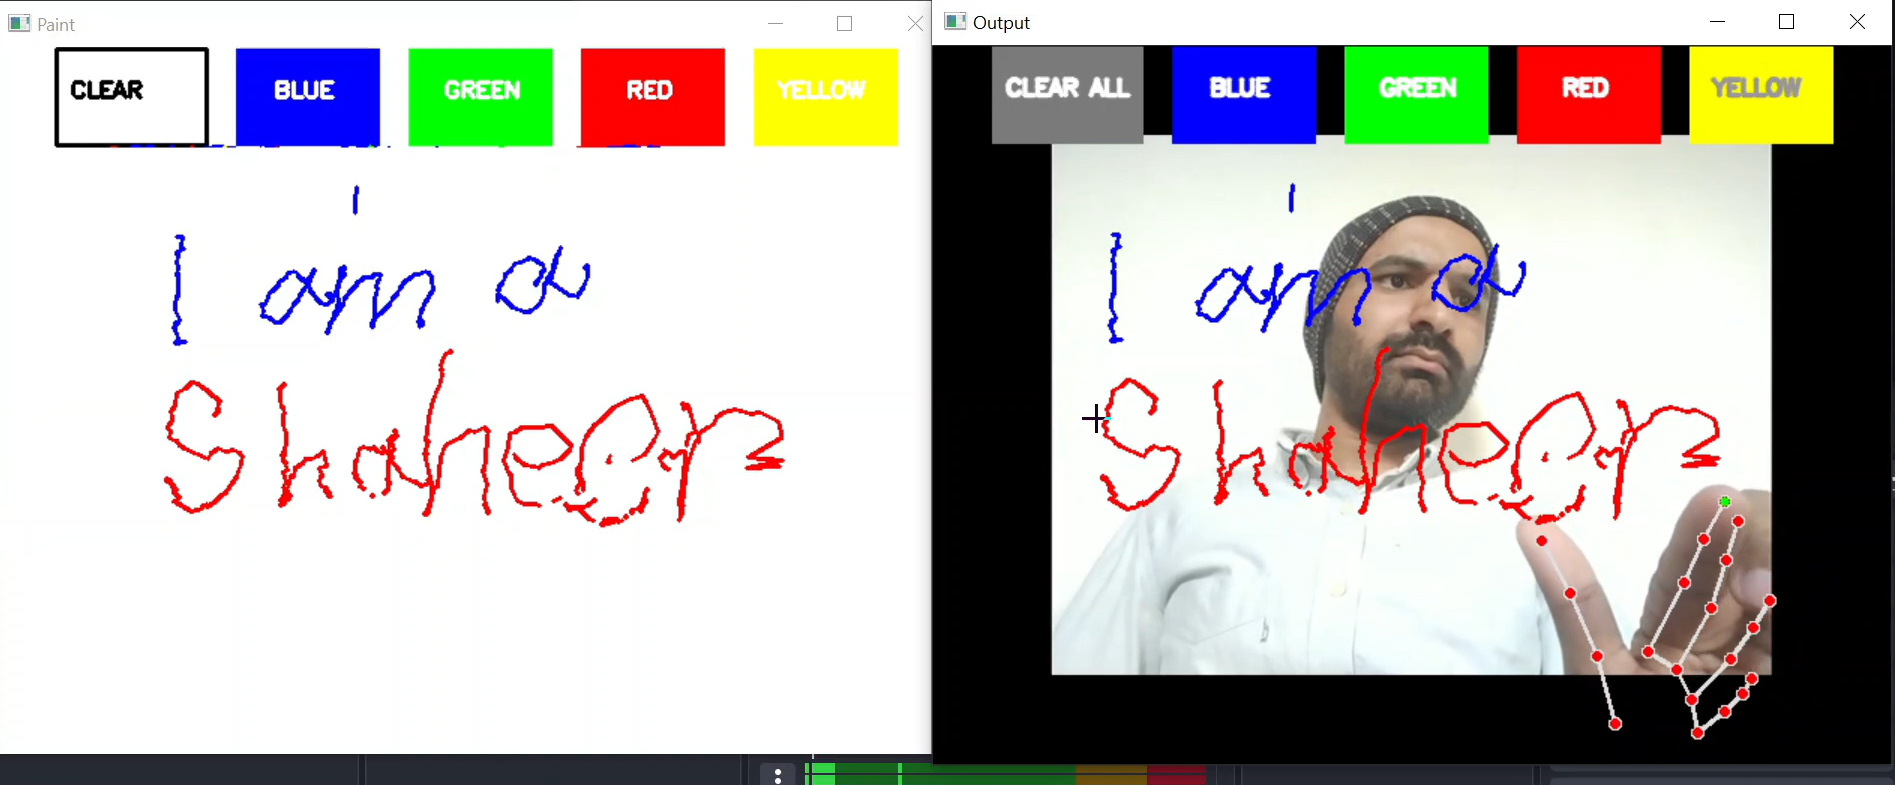 Paint
CLEAR BLUE GREEN RED YELLOW
I am a
Shaheer
Output
CLEAR ALL BLUE GREEN RED YELLOW
I am a
Shaheer